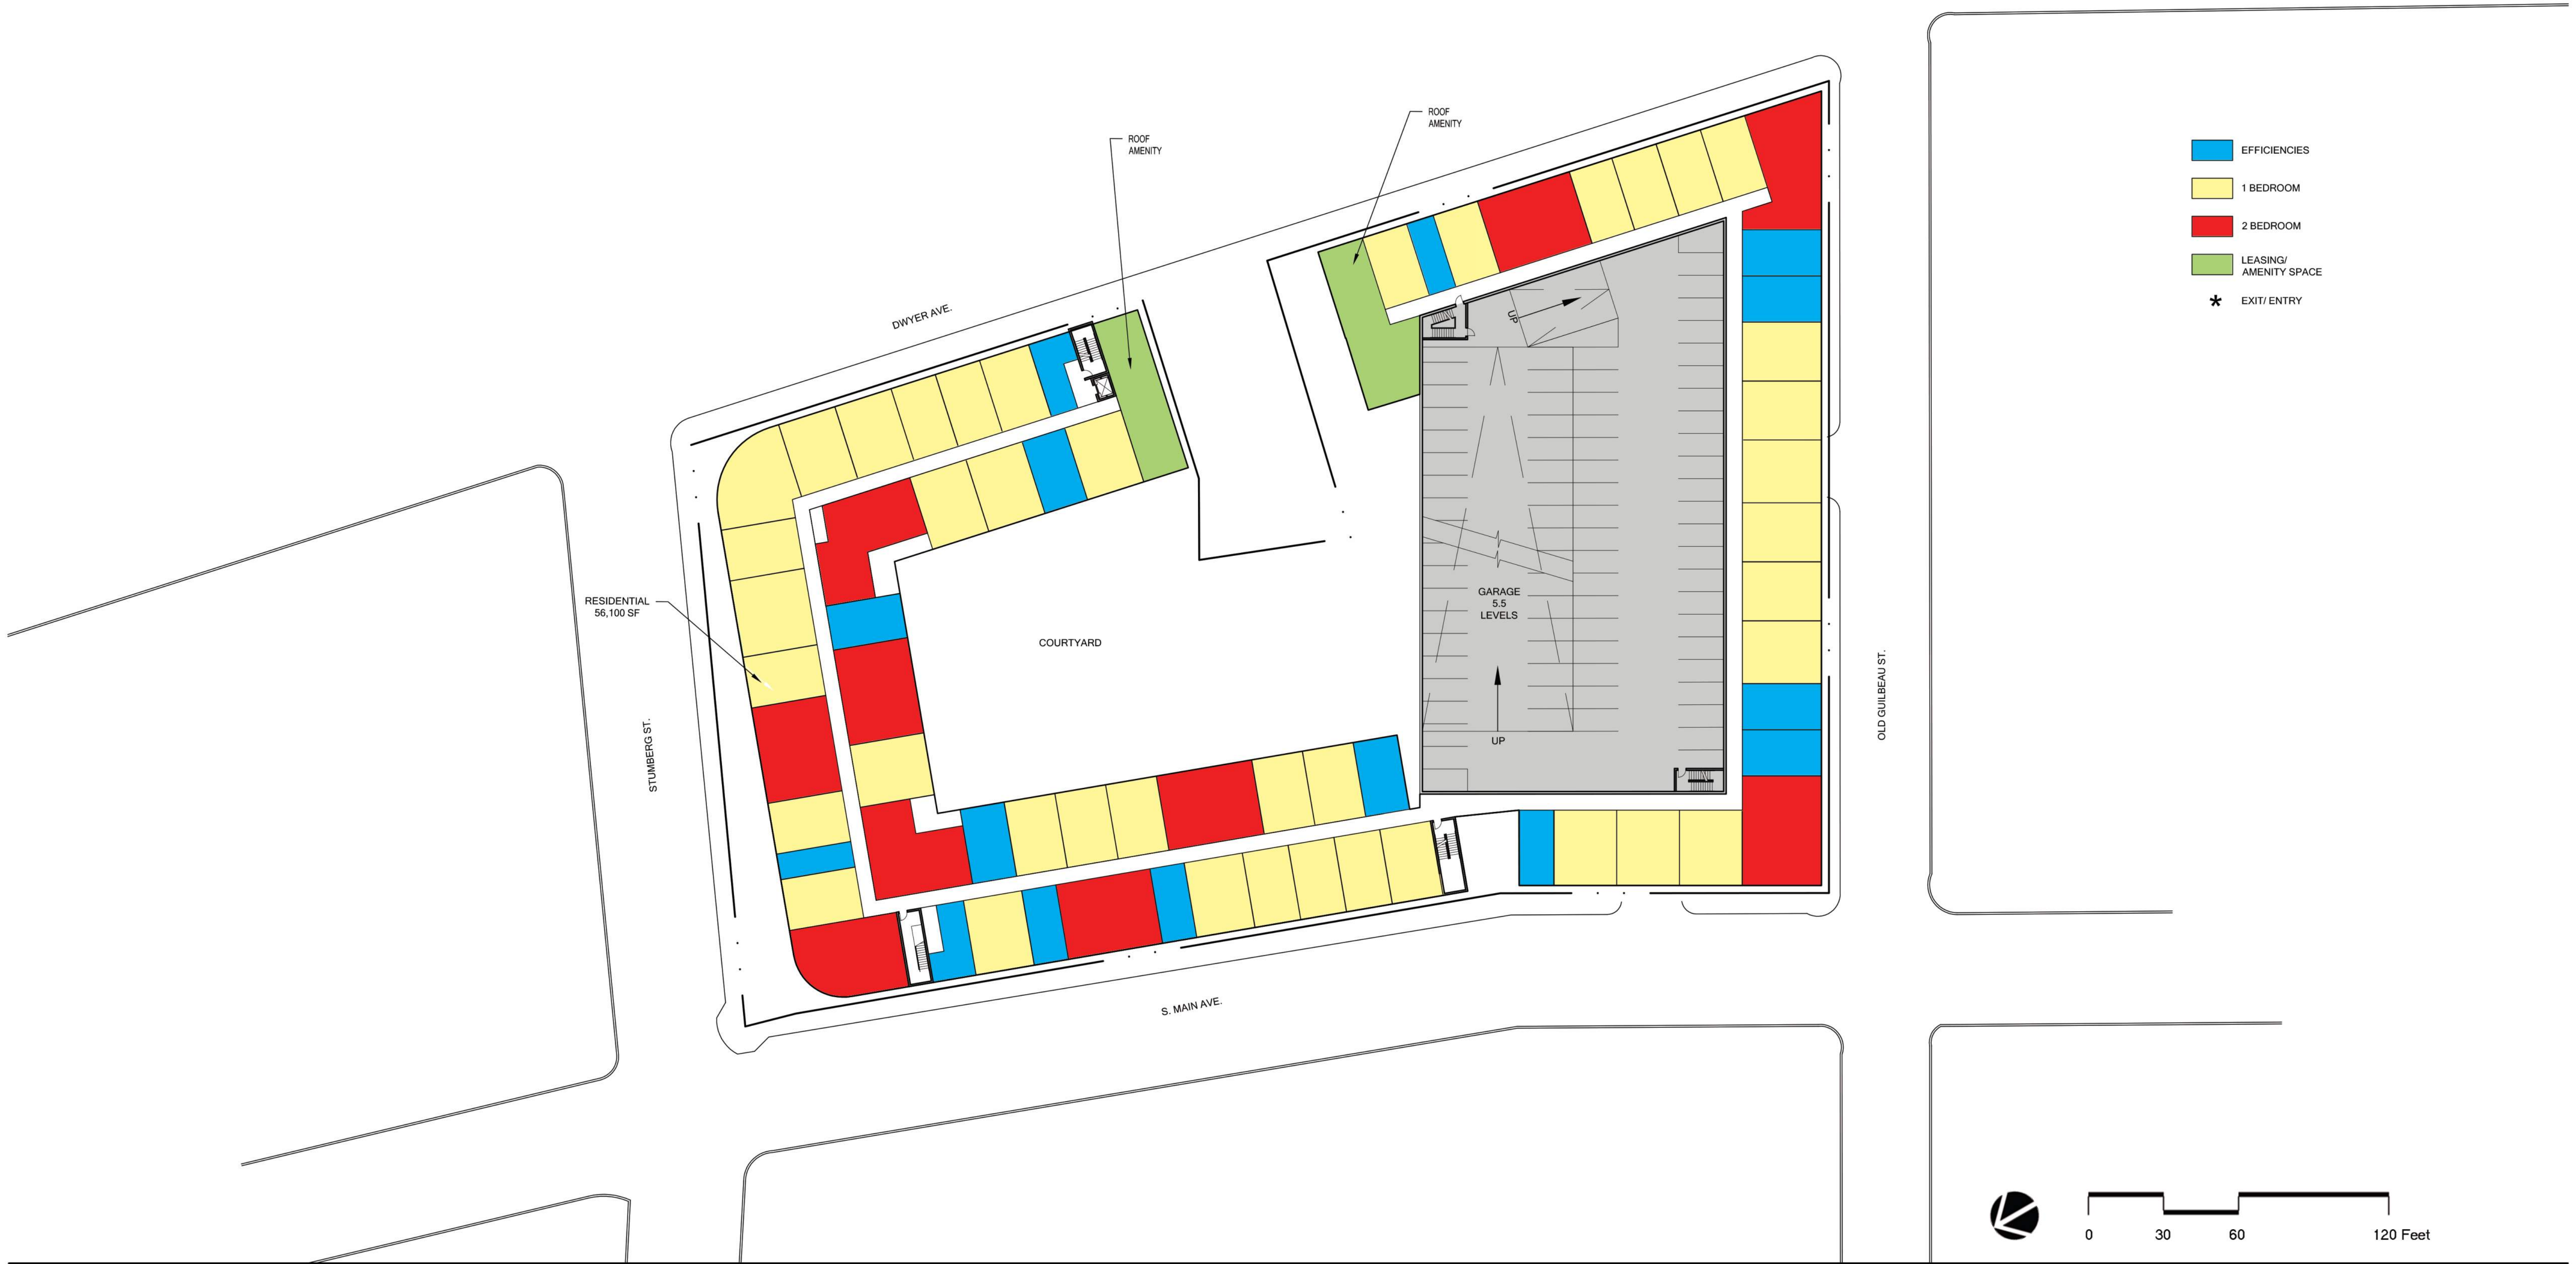 ROOF
AMENITY
ROOF
AMENITY
EFFICIENCIES
1 BEDROOM
2 BEDROOM
LEASING/
AMENITY SPACE
* EXIT/ ENTRY
DWYER AVE.
UP
RESIDENTIAL
56,100 SF
COURTYARD
GARAGE
5.5
LEVELS
UP
STUMBERG ST.
OLD GUILBEAU ST.
S. MAIN AVE.
0 30 60 120 Feet